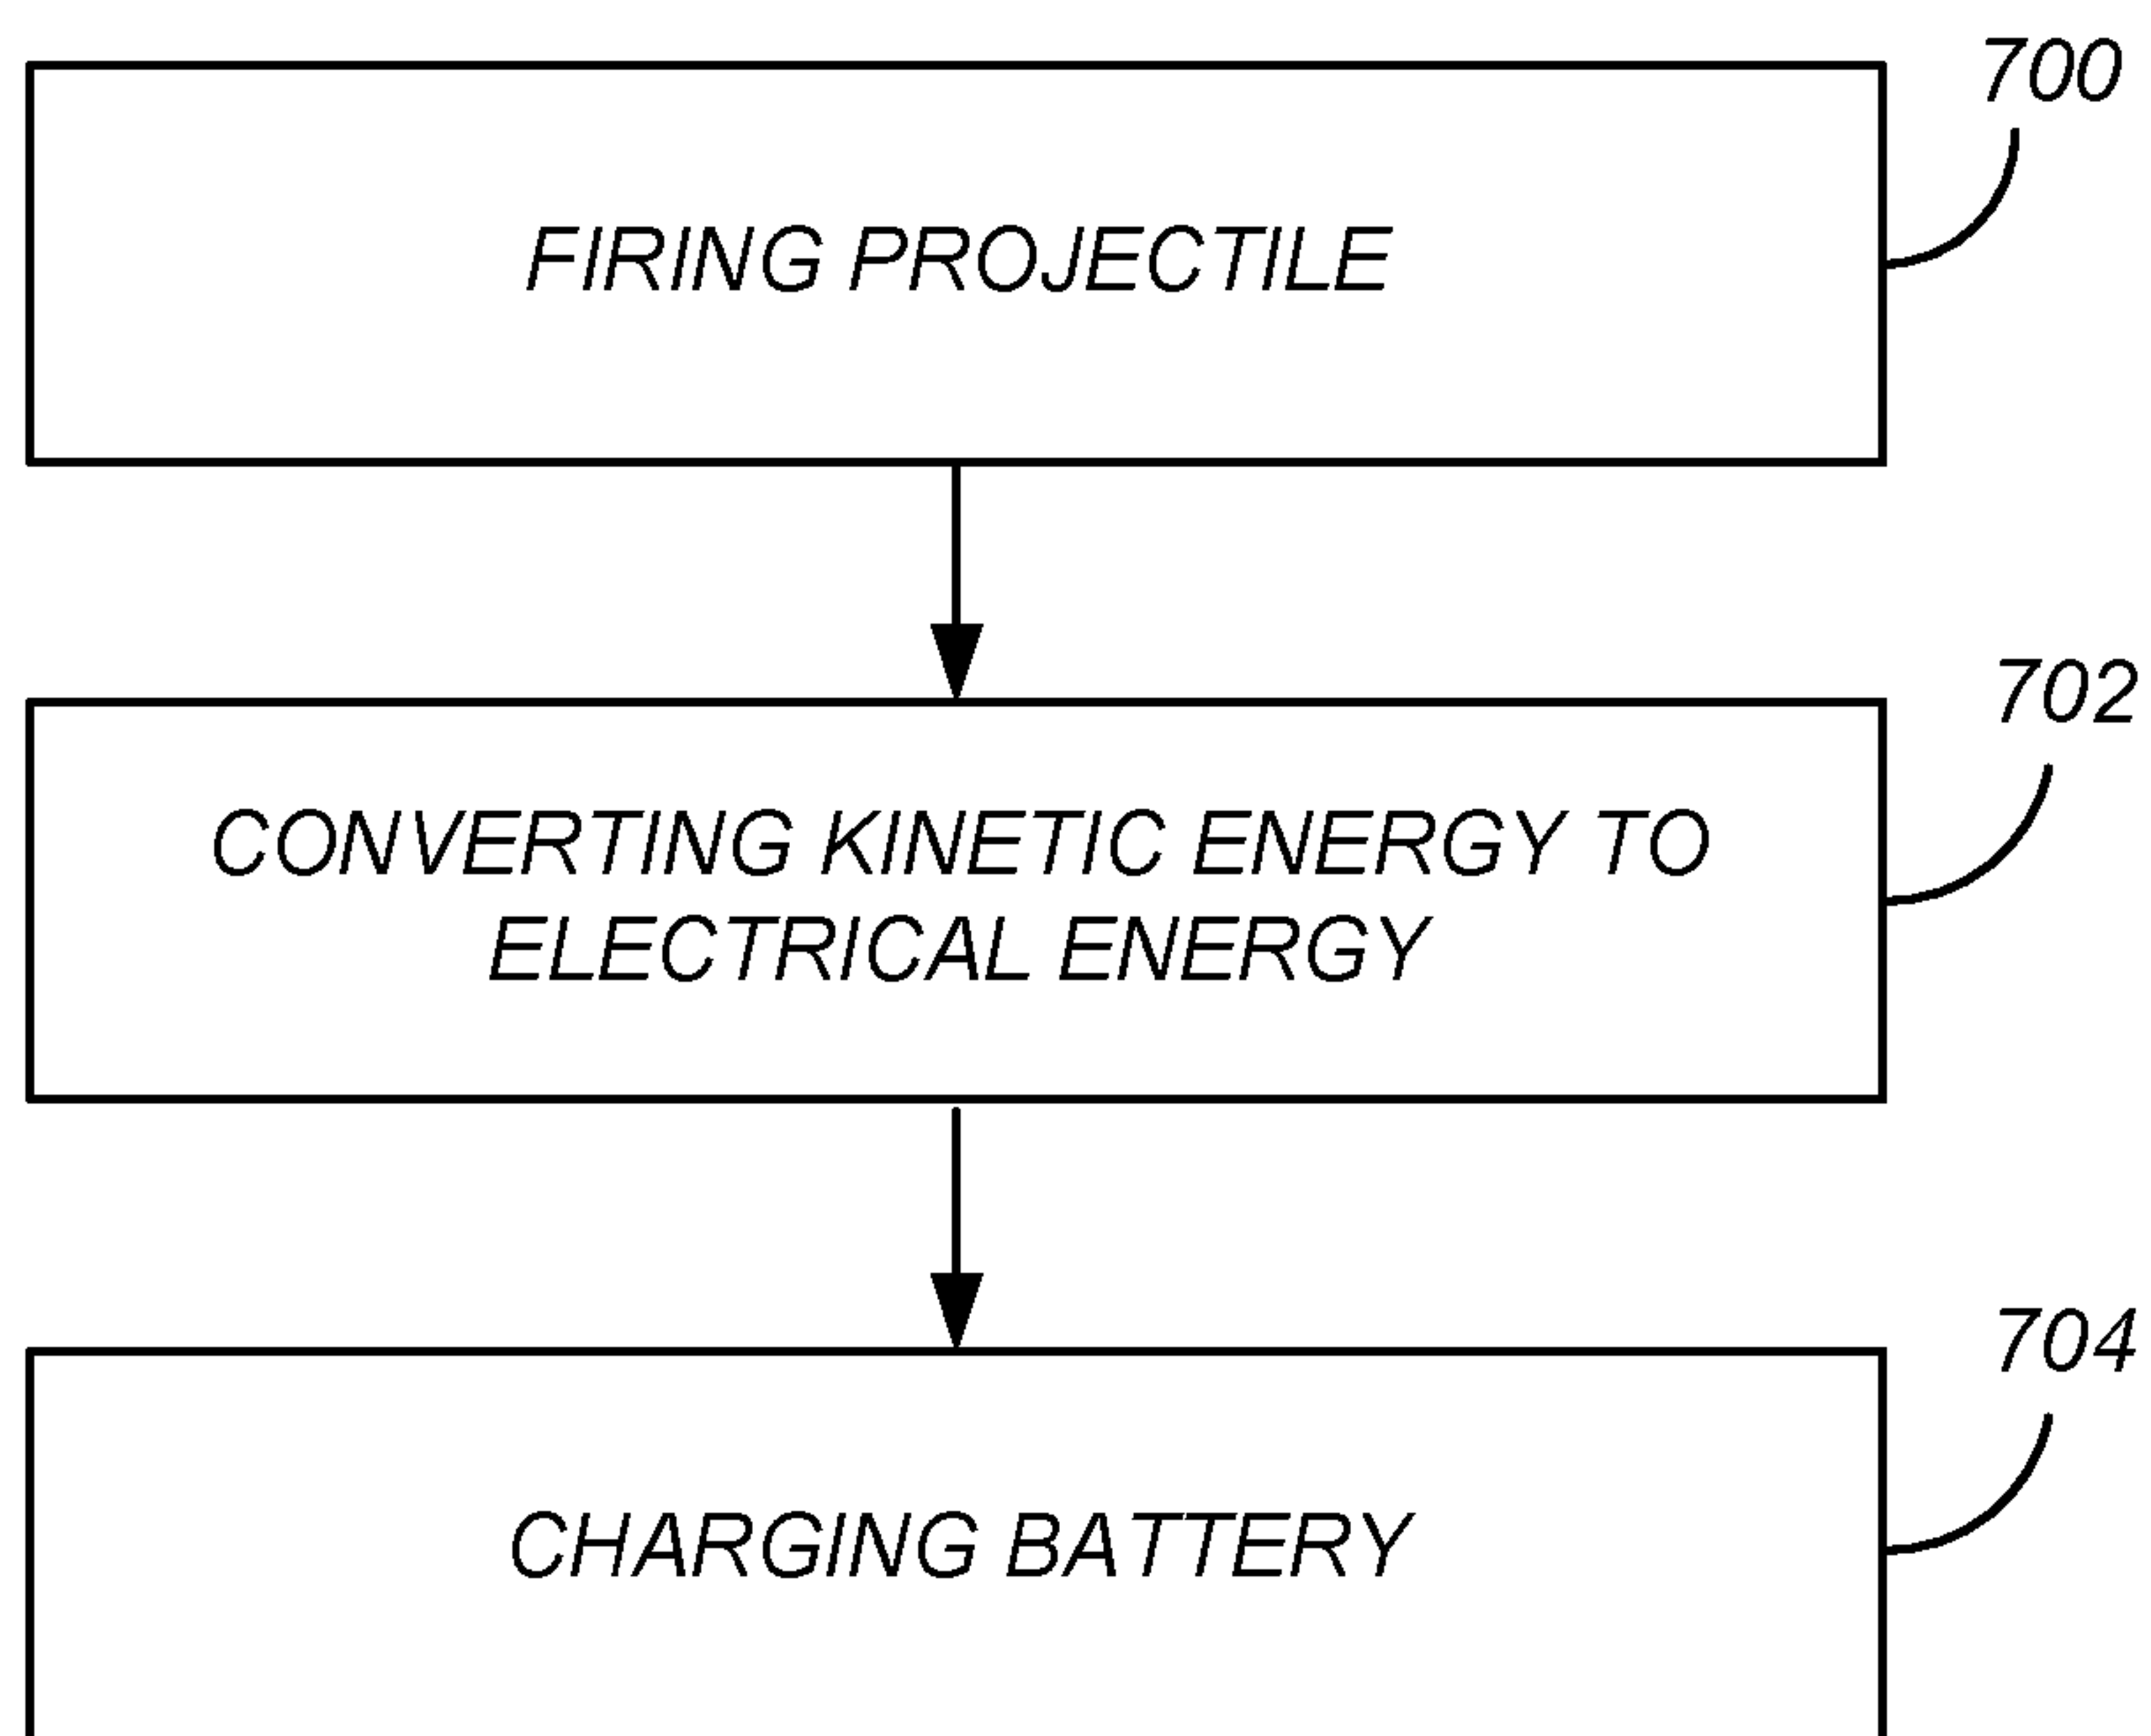 700
FIRING PROJECTILE
702
CONVERTING KINETIC ENERGY TO
ELECTRICAL ENERGY
704
CHARGING BATTERY